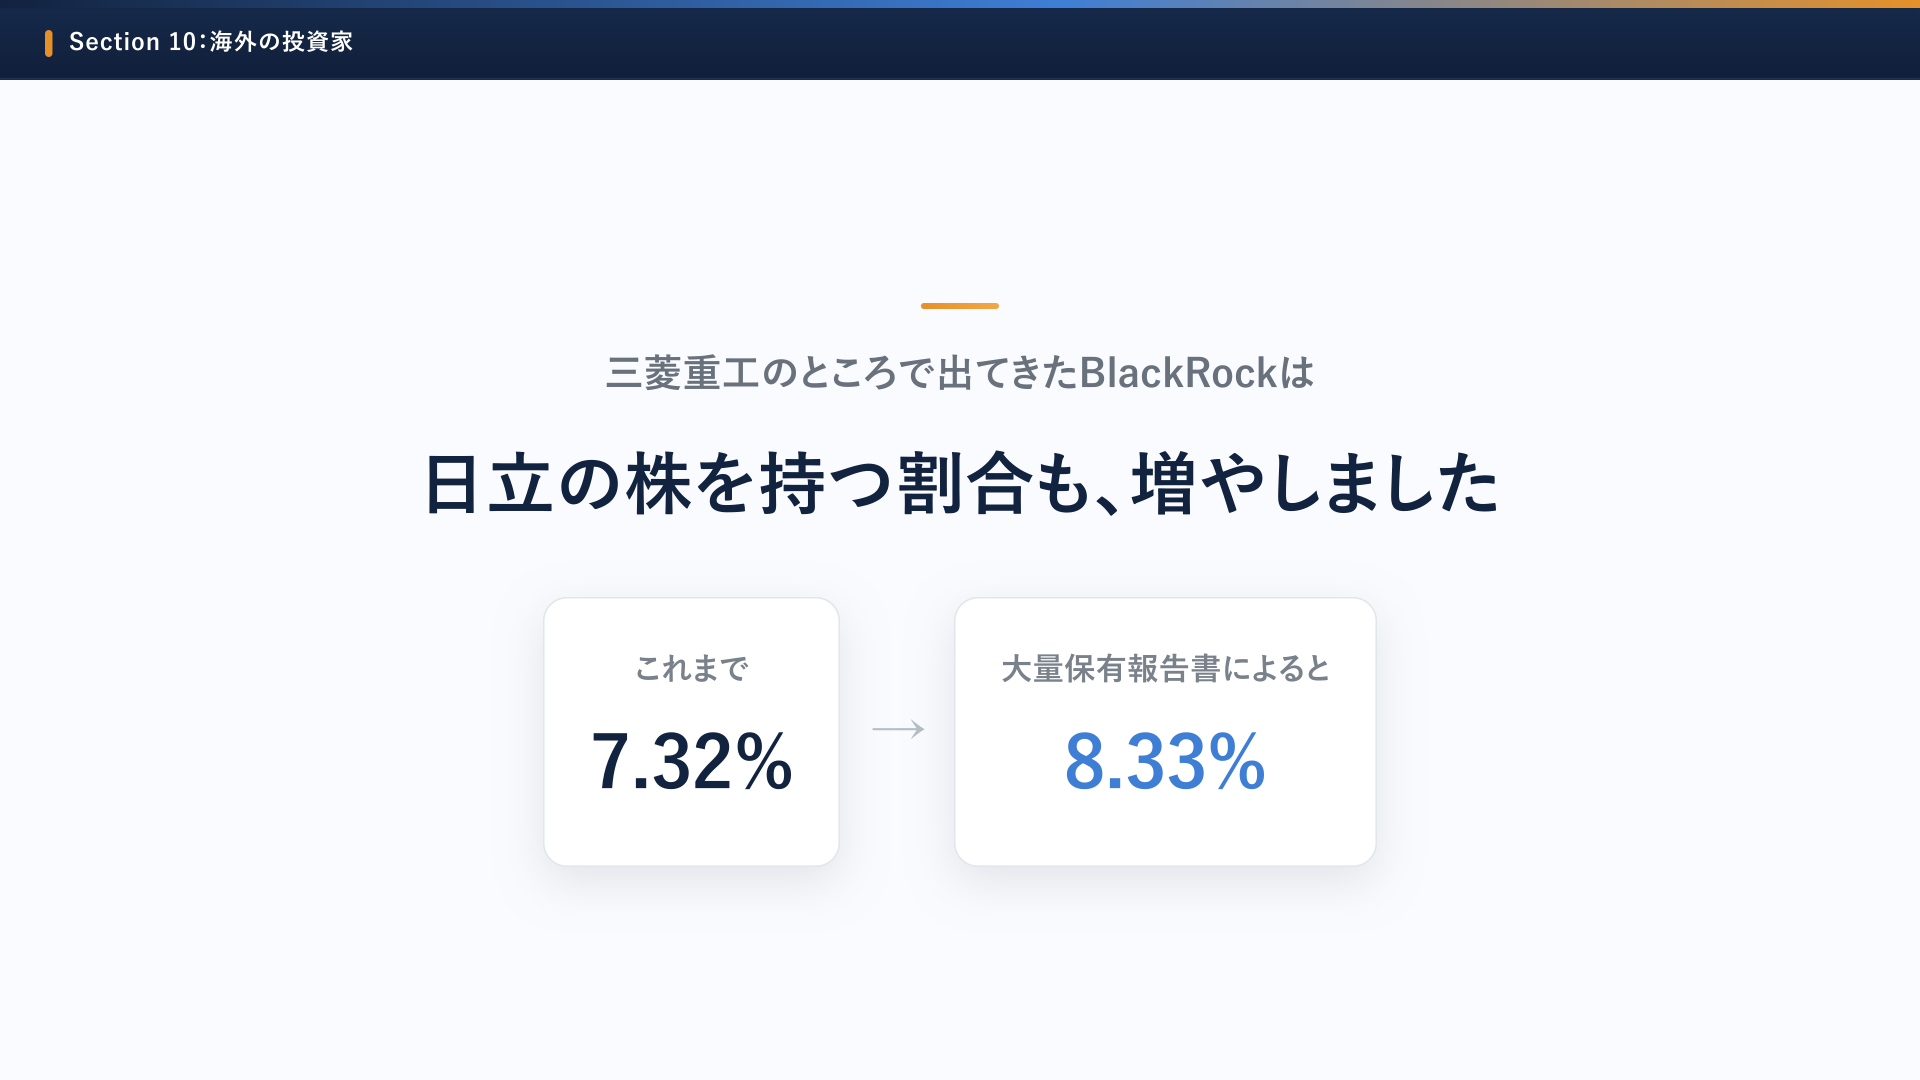 Section 10：海外の投資家
三菱重工のところで出てきたBlackRockは
日立の株を持つ割合も、増やしました
これまで
7.32%
→
大量保有報告書によると
8.33%